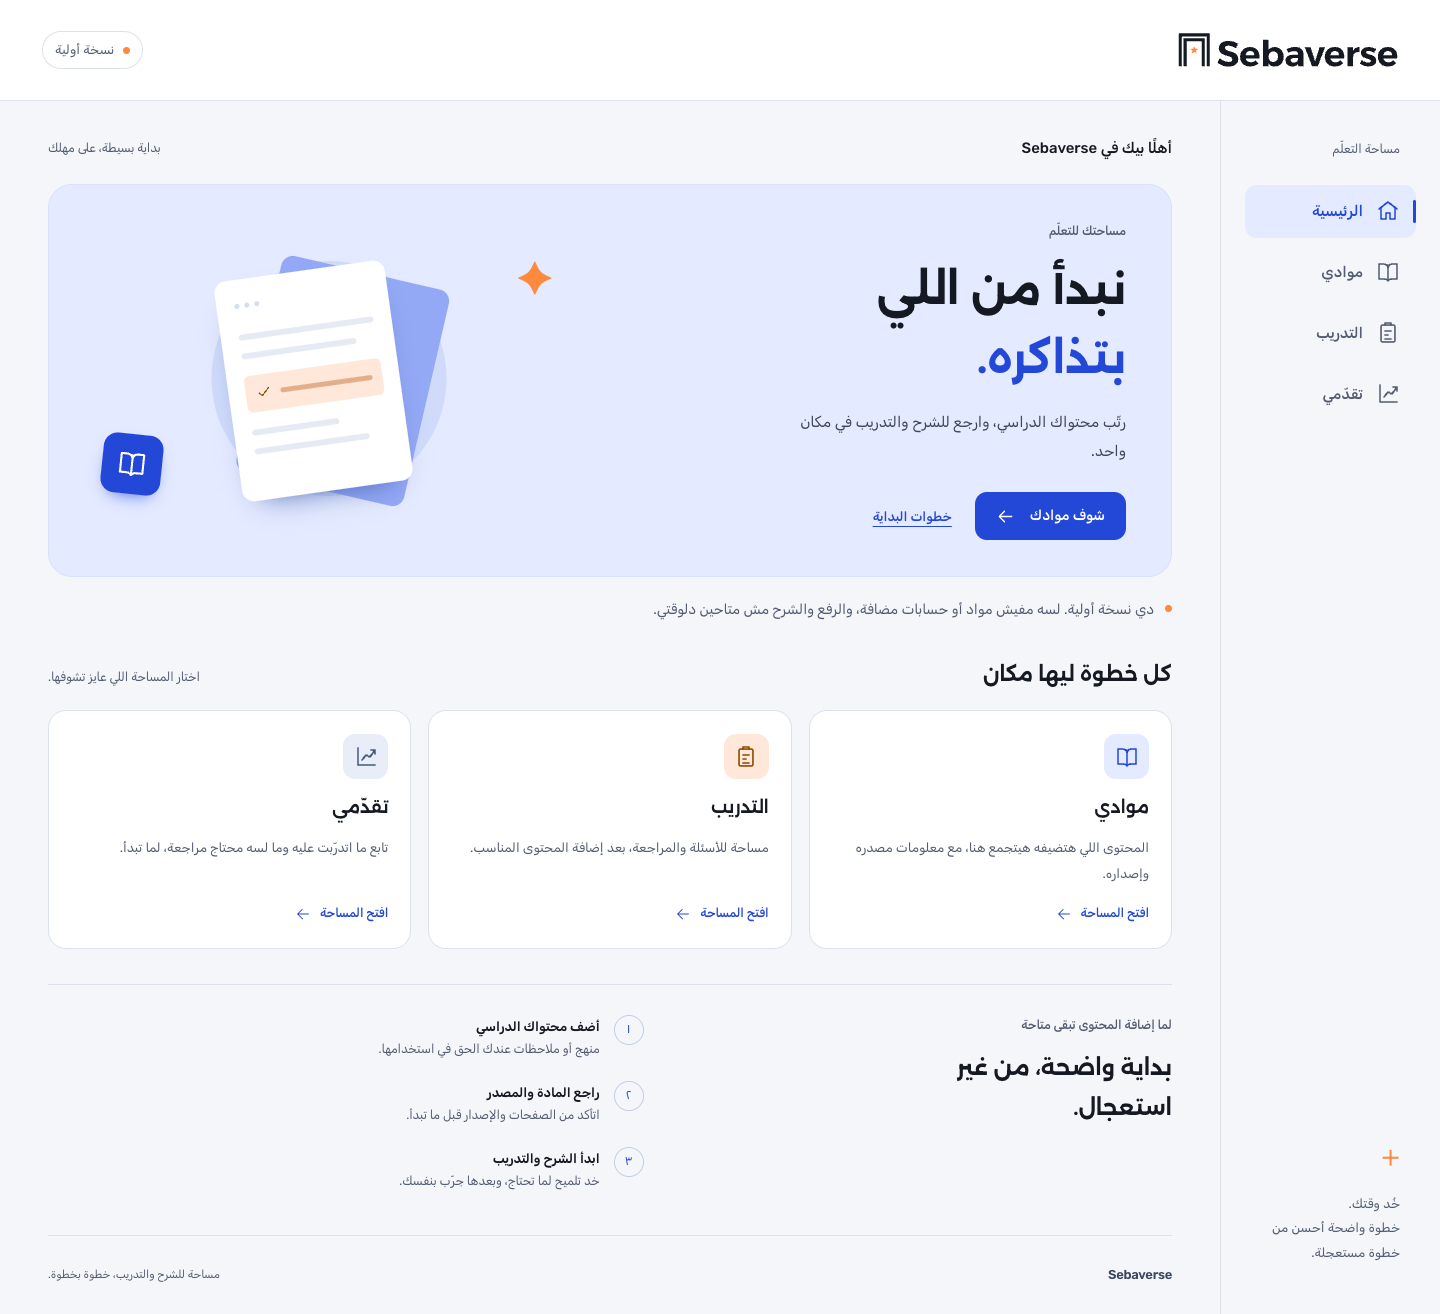 Sebaverse
نسخة أولية
مساحة التعلّم
الرئيسية
موادي
التدريب
تقدّمي
خُد وقتك.
خطوة واضحة أحسن من
خطوة مستعجلة.
أهلًا بيك في Sebaverse
بداية بسيطة، على مهلك
مساحتك للتعلّم
نبدأ من اللي
بتذاكره.
رتّب محتواك الدراسي، وارجع للشرح والتدريب في مكان
واحد.
شوف موادك
خطوات البداية
دي نسخة أولية. لسه مفيش مواد أو حسابات مضافة، والرفع والشرح مش متاحين دلوقتي.
كل خطوة ليها مكان
اختار المساحة اللي عايز تشوفها.
موادي
المحتوى اللي هتضيفه هيتجمع هنا، مع معلومات مصدره
وإصداره.
افتح المساحة
التدريب
مساحة للأسئلة والمراجعة، بعد إضافة المحتوى المناسب.
افتح المساحة
تقدّمي
تابع ما اتدرّبت عليه وما لسه محتاج مراجعة، لما تبدأ.
افتح المساحة
لما إضافة المحتوى تبقى متاحة
بداية واضحة، من غير
استعجال.
١
أضف محتواك الدراسي
منهج أو ملاحظات عندك الحق في استخدامها.
٢
راجع المادة والمصدر
اتأكد من الصفحات والإصدار قبل ما تبدأ.
٣
ابدأ الشرح والتدريب
خد تلميح لما تحتاج، وبعدها جرّب بنفسك.
Sebaverse
مساحة للشرح والتدريب، خطوة بخطوة.